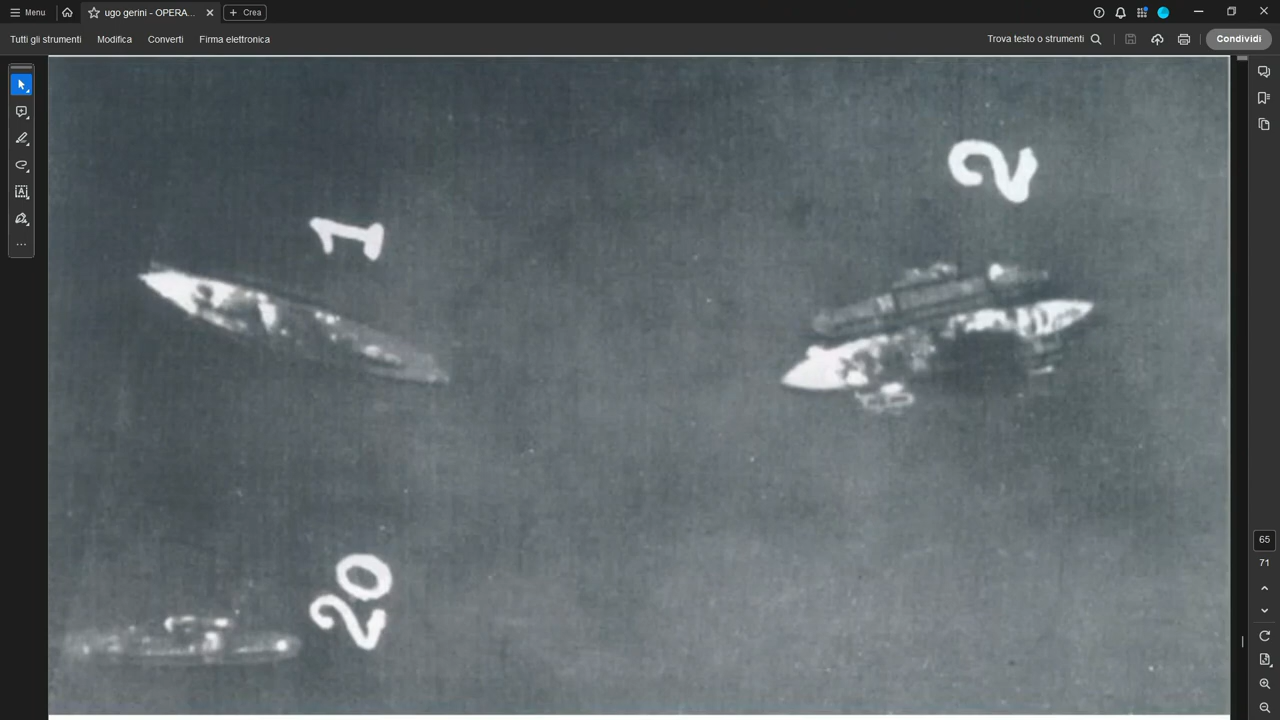 Menu
ugo gerini - OPERA...
Crea
Tutti gli strumenti
Modifica
Converti
Firma elettronica
Trova testo o strumenti
Condividi
1
2
20
65
71